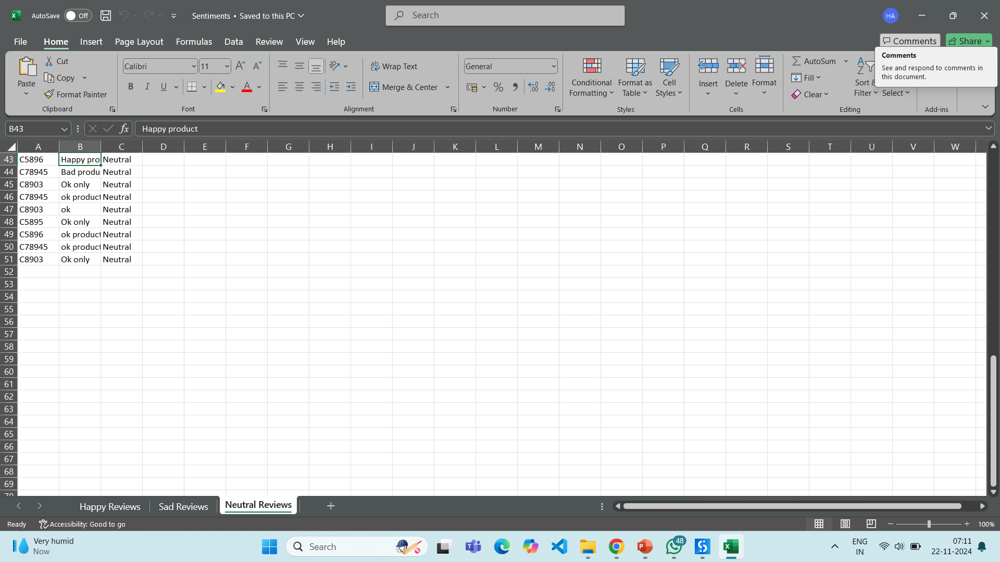 AutoSave Off Sentiments • Saved to this PC Search HA
File Home Insert Page Layout Formulas Data Review View Help Comments Share
Comments
See and respond to comments in
this document.
Paste Cut Copy Format Painter Clipboard
Calibri 11 B I U A Font
Wrap Text Merge & Center Alignment
General % Number
Conditional Formatting Format as Table Cell Styles Styles
Insert Delete Format Cells
AutoSum Fill Clear Sort & Filter Select Editing
Add-ins
B43 fx Happy product
A B C D E F G H I J K L M N O P Q R S T U V W
43 C5896 Happy pro Neutral
44 C78945 Bad produ Neutral
45 C8903 Ok only Neutral
46 C78945 ok product Neutral
47 C8903 ok Neutral
48 C5895 Ok only Neutral
49 C5896 ok product Neutral
50 C78945 ok product Neutral
51 C8903 Ok only Neutral
52
53
54
55
56
57
58
59
60
61
62
63
64
65
66
67
68
69
Happy Reviews Sad Reviews Neutral Reviews
Ready Accessibility: Good to go 100%
Very humid
Now
Search
48
ENG
IN
07:11
22-11-2024